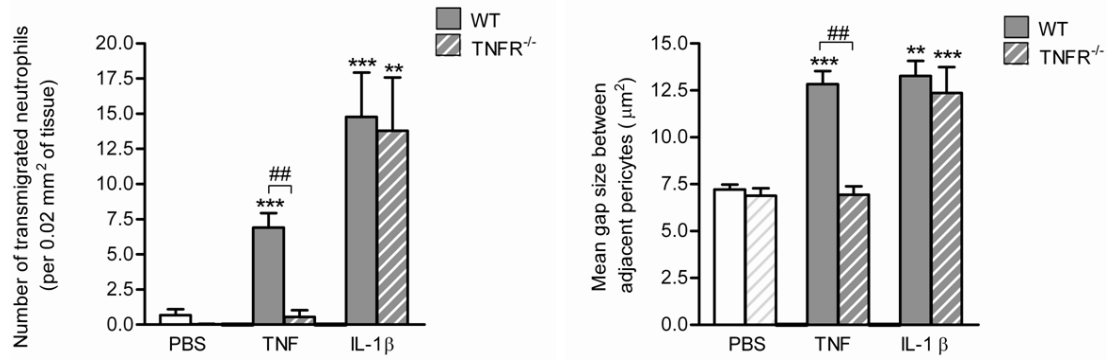 WT
TNFR-/-
Number of transmigrated neutrophils
(per 0.02 mm2 of tissue)
20.0
17.5
15.0
12.5
10.0
7.5
5.0
2.5
0.0
***
##
***
**
PBS
TNF
IL-1β
WT
TNFR-/-
Mean gap size between
adjacent pericytes ( μm2)
15.0
12.5
10.0
7.5
5.0
2.5
0.0
##
***
**
***
PBS
TNF
IL-1 β